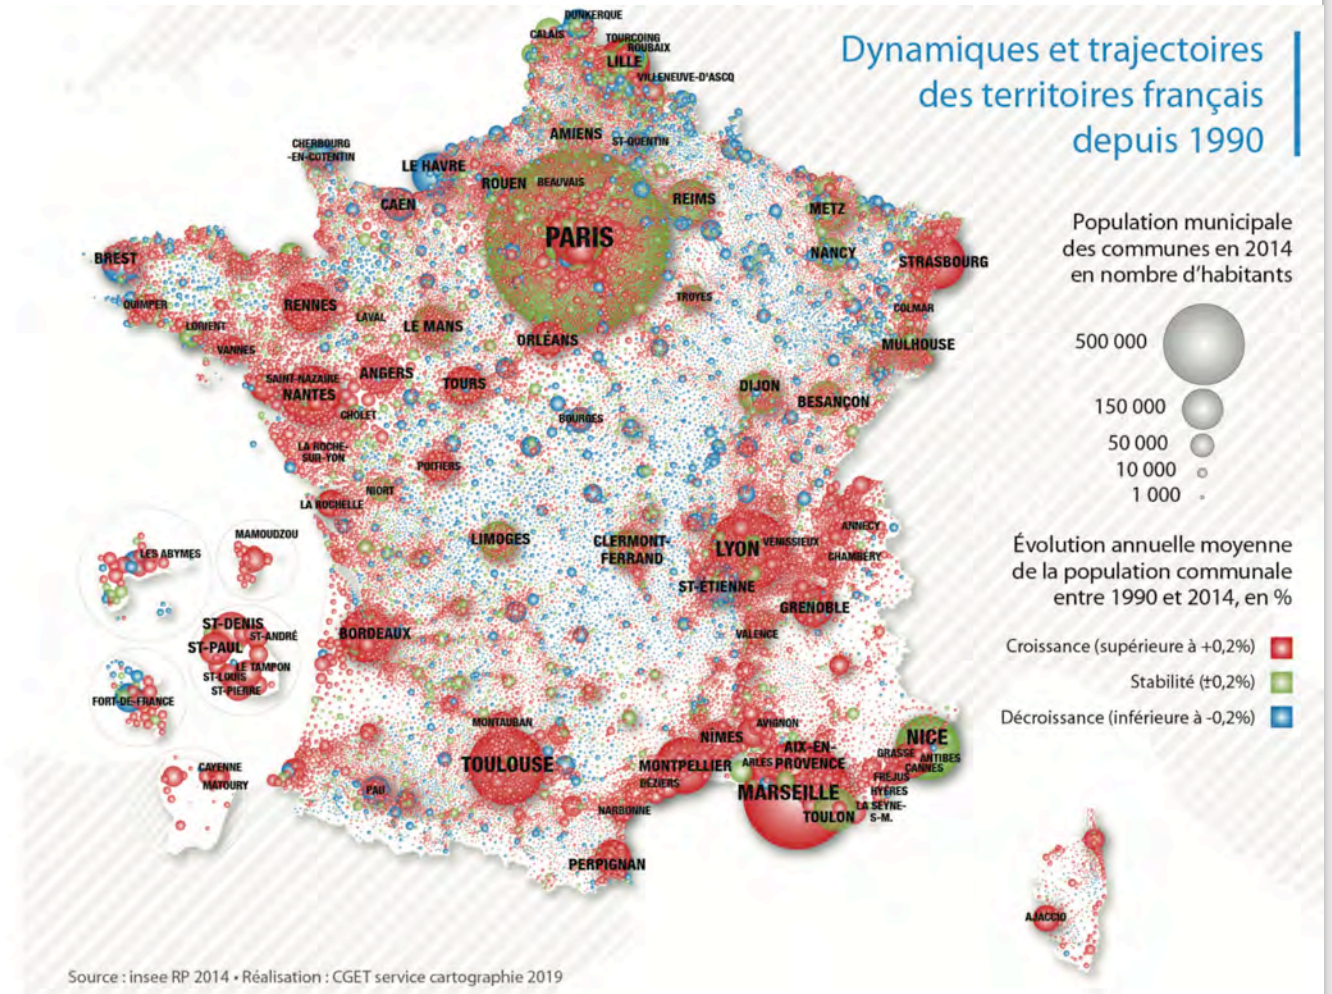 Dynamiques et trajectoires
des territoires français
depuis 1990
Population municipale
des communes en 2014
en nombre d'habitants
500 000
150 000
50 000
10 000
1 000
Évolution annuelle moyenne
de la population communale
entre 1990 et 2014, en %
Croissance (supérieure à +0,2%)
Stabilité (±0,2%)
Décroissance (inférieure à -0,2%)
DUNKERQUE
CALAIS
TOURCOING
ROUBAIX
LILLE
VILLENEUVE-D'ASCQ
AMIENS
ST-QUENTIN
CHERBOURG
-EN-COTENTIN
LE HAVRE
ROUEN
BEAUVAIS
CAEN
REIMS
METZ
PARIS
NANCY
STRASBOURG
BREST
TROYES
QUIMPER
RENNES
COLMAR
LAVAL
LE MANS
LORIENT
ORLÉANS
MULHOUSE
VANNES
SAINT-NAZAIRE
ANGERS
TOURS
NANTES
DIJON
BESANÇON
CHOLET
BOURGES
LA ROCHE-
SUR-YON
POITIERS
NIORT
LA ROCHELLE
ANNECY
LIMOGES
CLERMONT-
FERRAND
LYON
VÉNISSIEUX
CHAMBÉRY
ST-ÉTIENNE
GRENOBLE
BORDEAUX
VALENCE
MONTAUBAN
AVIGNON
NÎMES
NICE
TOULOUSE
MONTPELLIER
ARLES
AIX-EN-
PROVENCE
GRASSE
ANTIBES
CANNES
BÉZIERS
FRÉJUS
PAU
MARSEILLE
HYÈRES
NARBONNE
TOULON
LA SEYNE-
S-M.
PERPIGNAN
AJACCIO
LES ABYMES
MAMOUDZOU
ST-DENIS
ST-ANDRÉ
ST-PAUL
LE TAMPON
ST-LOUIS
ST-PIERRE
FORT-DE-FRANCE
CAYENNE
MATOURY
Source : insee RP 2014 • Réalisation : CGET service cartographie 2019